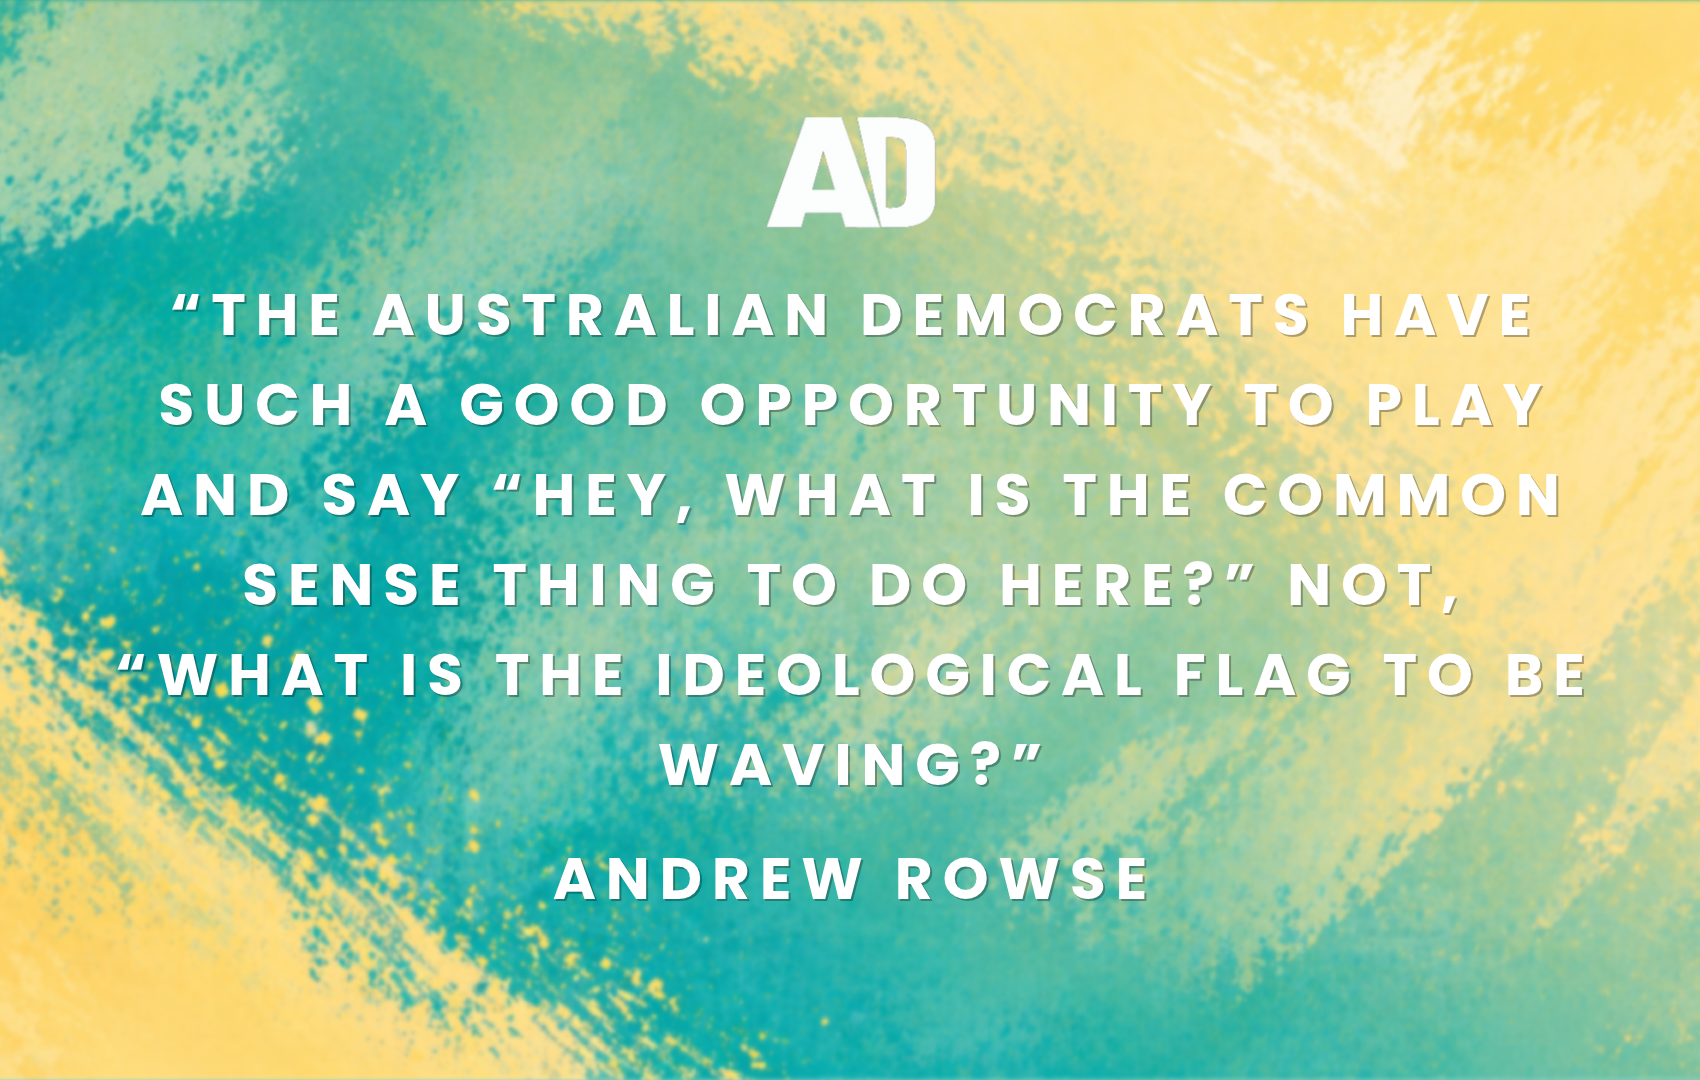 AD
“THE AUSTRALIAN DEMOCRATS HAVE
SUCH A GOOD OPPORTUNITY TO PLAY
AND SAY “HEY, WHAT IS THE COMMON
SENSE THING TO DO HERE?” NOT,
“WHAT IS THE IDEOLOGICAL FLAG TO BE
WAVING?”
ANDREW ROWSE